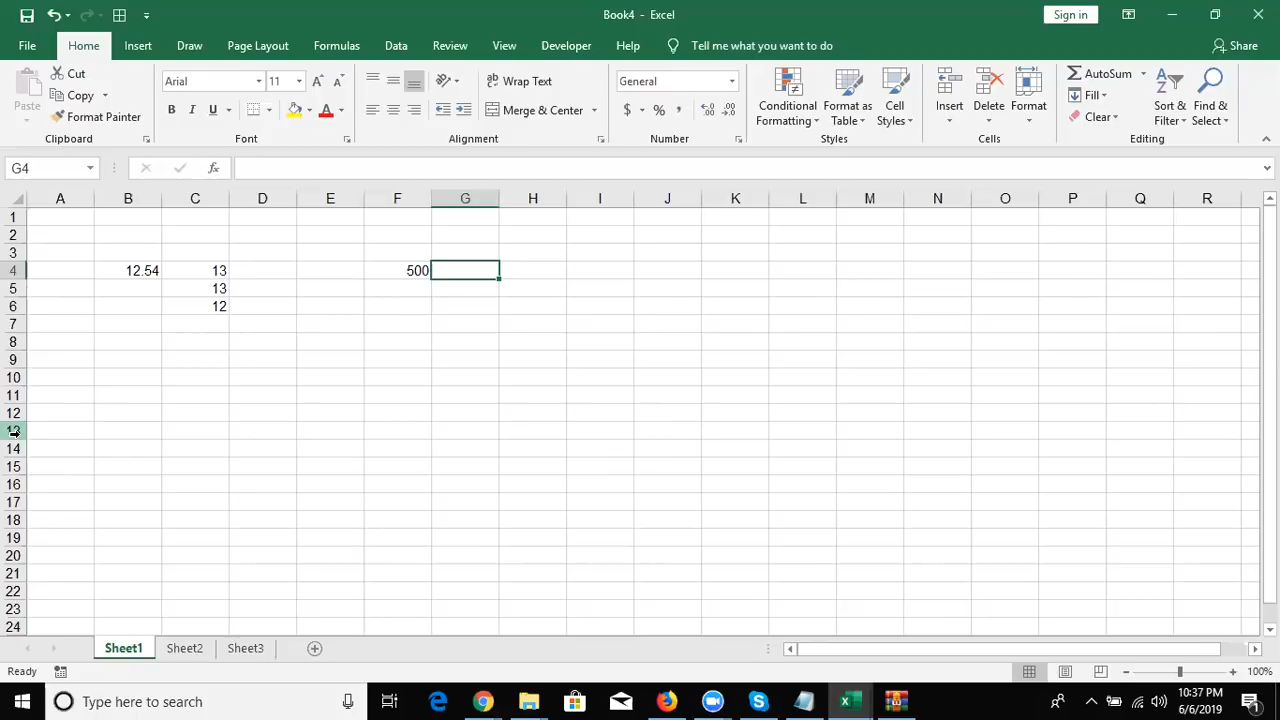 Book4 - Excel
Sign in
File Home Insert Draw Page Layout Formulas Data Review View Developer Help Tell me what you want to do Share
Paste
Cut
Copy
Format Painter
Clipboard
Arial 11
B I U
Font
Wrap Text
Merge & Center
Alignment
General
$ % ,
Number
Conditional Formatting
Format as Table
Cell Styles
Styles
Insert Delete Format
Cells
AutoSum
Fill
Clear
Sort & Filter
Find & Select
Editing
G4 fx
A B C D E F G H I J K L M N O P Q R
1
2
3
4 12.54 13 500
5 13
6 12
7
8
9
10
11
12
13
14
15
16
17
18
19
20
21
22
23
24
Sheet1 Sheet2 Sheet3
Ready 100%
Type here to search
10:37 PM
6/6/2019
1